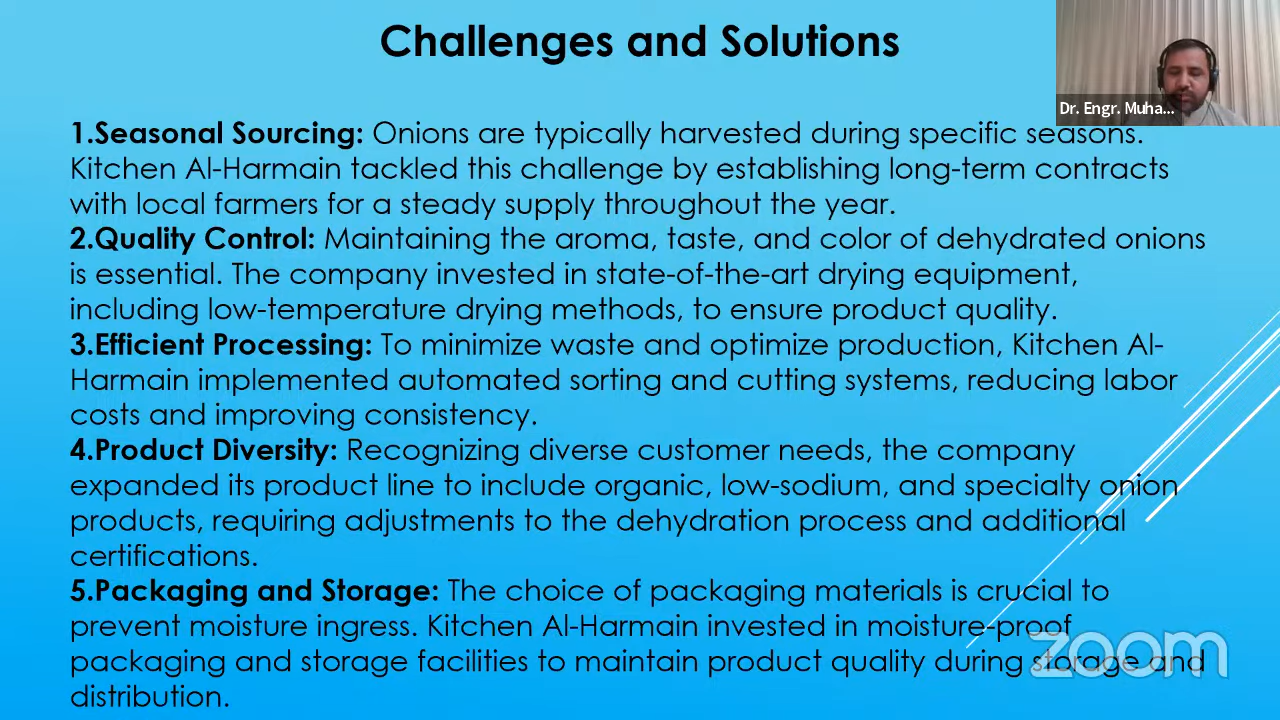 Challenges and Solutions
Dr. Engr. Muha...
1.Seasonal Sourcing: Onions are typically harvested during specific seasons.
Kitchen Al-Harmain tackled this challenge by establishing long-term contracts
with local farmers for a steady supply throughout the year.
2.Quality Control: Maintaining the aroma, taste, and color of dehydrated onions
is essential. The company invested in state-of-the-art drying equipment,
including low-temperature drying methods, to ensure product quality.
3.Efficient Processing: To minimize waste and optimize production, Kitchen Al-
Harmain implemented automated sorting and cutting systems, reducing labor
costs and improving consistency.
4.Product Diversity: Recognizing diverse customer needs, the company
expanded its product line to include organic, low-sodium, and specialty onion
products, requiring adjustments to the dehydration process and additional
certifications.
5.Packaging and Storage: The choice of packaging materials is crucial to
prevent moisture ingress. Kitchen Al-Harmain invested in moisture-proof
packaging and storage facilities to maintain product quality during storage and
distribution.
zoom